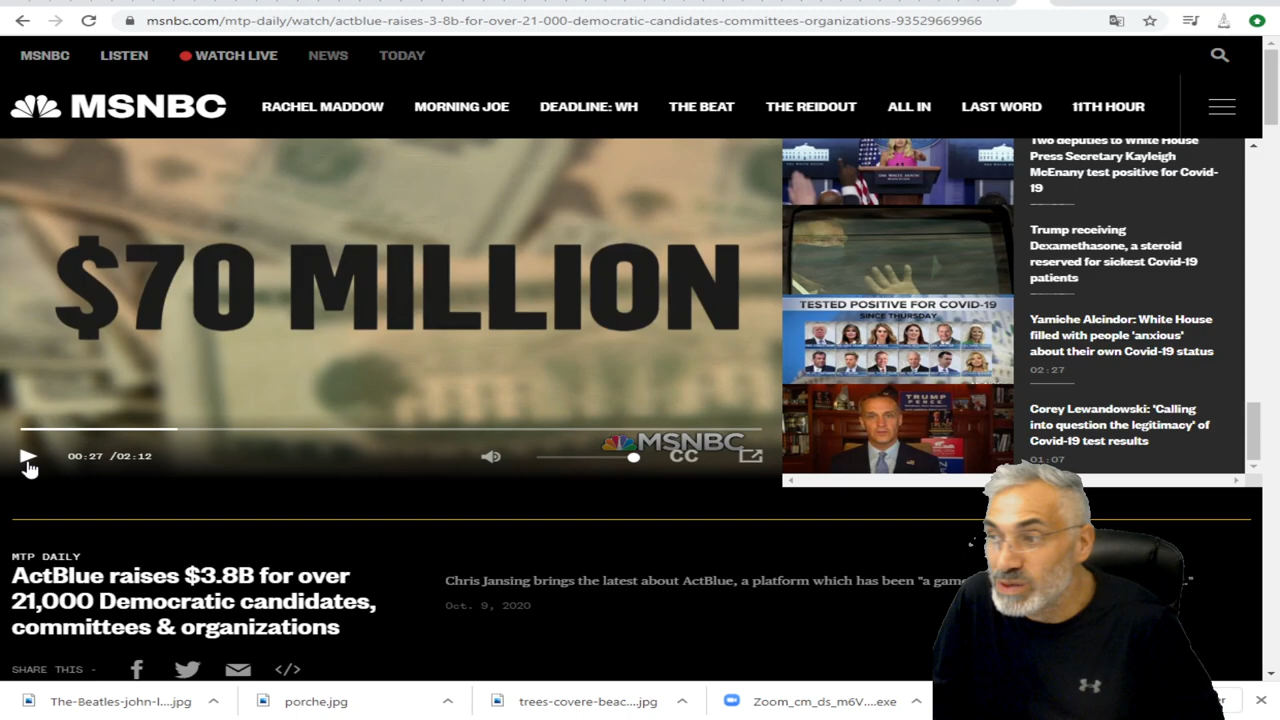 msnbc.com/mtp-daily/watch/actblue-raises-3-8b-for-over-21-000-democratic-candidates-committees-organizations-93529669966
MSNBC LISTEN WATCH LIVE NEWS TODAY
MSNBC RACHEL MADDOW MORNING JOE DEADLINE: WH THE BEAT THE REIDOUT ALL IN LAST WORD 11TH HOUR
$70 MILLION
MSNBC
CC
00:27 /02:12
Two deputies to White House
Press Secretary Kayleigh
McEnany test positive for Covid-
19
Trump receiving
Dexamethasone, a steroid
reserved for sickest Covid-19
patients
TESTED POSITIVE FOR COVID-19
SINCE THURSDAY
Yamiche Alcindor: White House
filled with people 'anxious'
about their own Covid-19 status
02:27
TRUMP
PENCE
Corey Lewandowski: 'Calling
into question the legitimacy' of
Covid-19 test results
01:07
MTP DAILY
ActBlue raises $3.8B for over
21,000 Democratic candidates,
committees & organizations
Chris Jansing brings the latest about ActBlue, a platform which has been "a
Oct. 9, 2020
SHARE THIS -
The-Beatles-john-l....jpg porche.jpg trees-covere-beac....jpg Zoom_cm_ds_m6V....exe